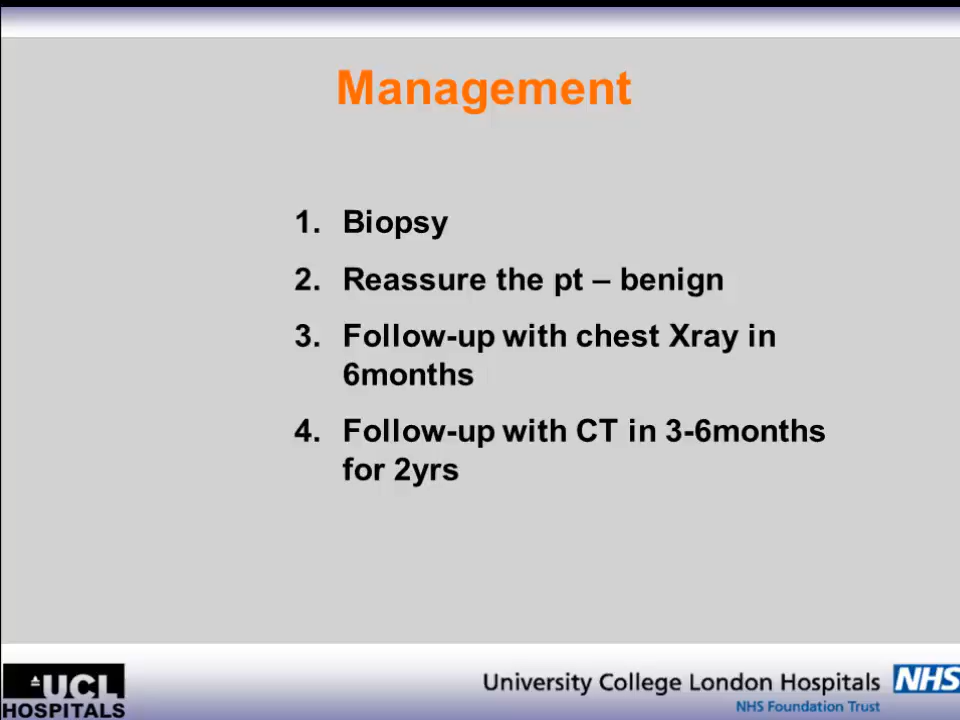 Management
1. Biopsy
2. Reassure the pt – benign
3. Follow-up with chest Xray in
6months
4. Follow-up with CT in 3-6months
for 2yrs
UCL
HOSPITALS
University College London Hospitals NHS
NHS Foundation Trust